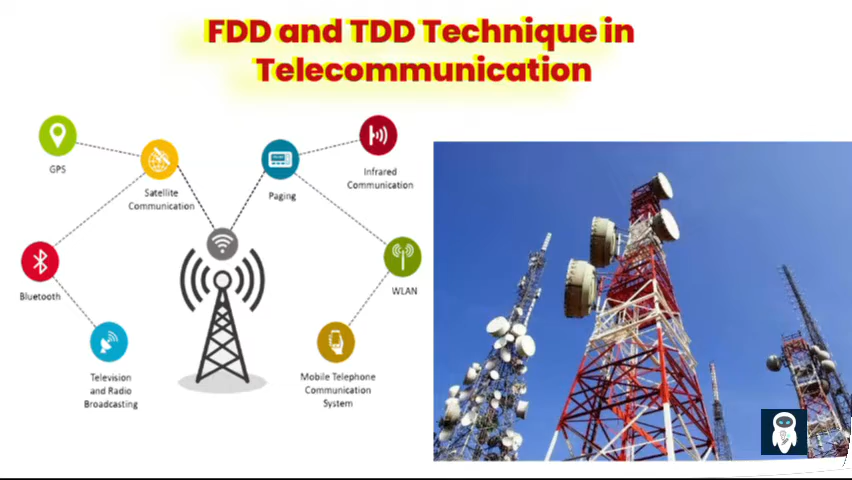 FDD and TDD Technique in
Telecommunication
GPS
Satellite
Communication
Paging
Infrared
Communication
Bluetooth
WLAN
Television
and Radio
Broadcasting
Mobile Telephone
Communication
System